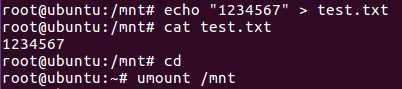 root@ubuntu:/mnt# echo "1234567" > test.txt
root@ubuntu:/mnt# cat test.txt
1234567
root@ubuntu:/mnt# cd
root@ubuntu:~# umount /mnt